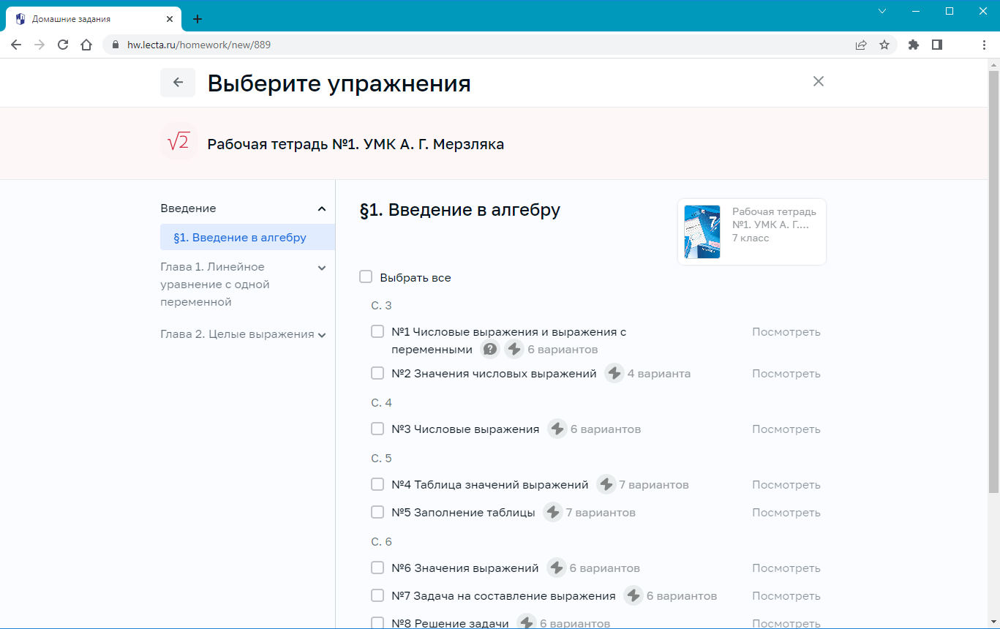 Домашние задания
hw.lecta.ru/homework/new/889
Выберите упражнения
√2
Рабочая тетрадь №1. УМК А. Г. Мерзляка
Введение
§1. Введение в алгебру
Глава 1. Линейное
уравнение с одной
переменной
Глава 2. Целые выражения
§1. Введение в алгебру
7
Рабочая тетрадь
№1. УМК А. Г....
7 класс
Выбрать все
С. 3
№1 Числовые выражения и выражения с
переменными ? 6 вариантов
Посмотреть
№2 Значения числовых выражений 4 варианта
Посмотреть
С. 4
№3 Числовые выражения 6 вариантов
Посмотреть
С. 5
№4 Таблица значений выражений 7 вариантов
Посмотреть
№5 Заполнение таблицы 7 вариантов
Посмотреть
С. 6
№6 Значения выражений 6 вариантов
Посмотреть
№7 Задача на составление выражения 6 вариантов
Посмотреть
№8 Решение задачи 6 вариантов
Посмотреть